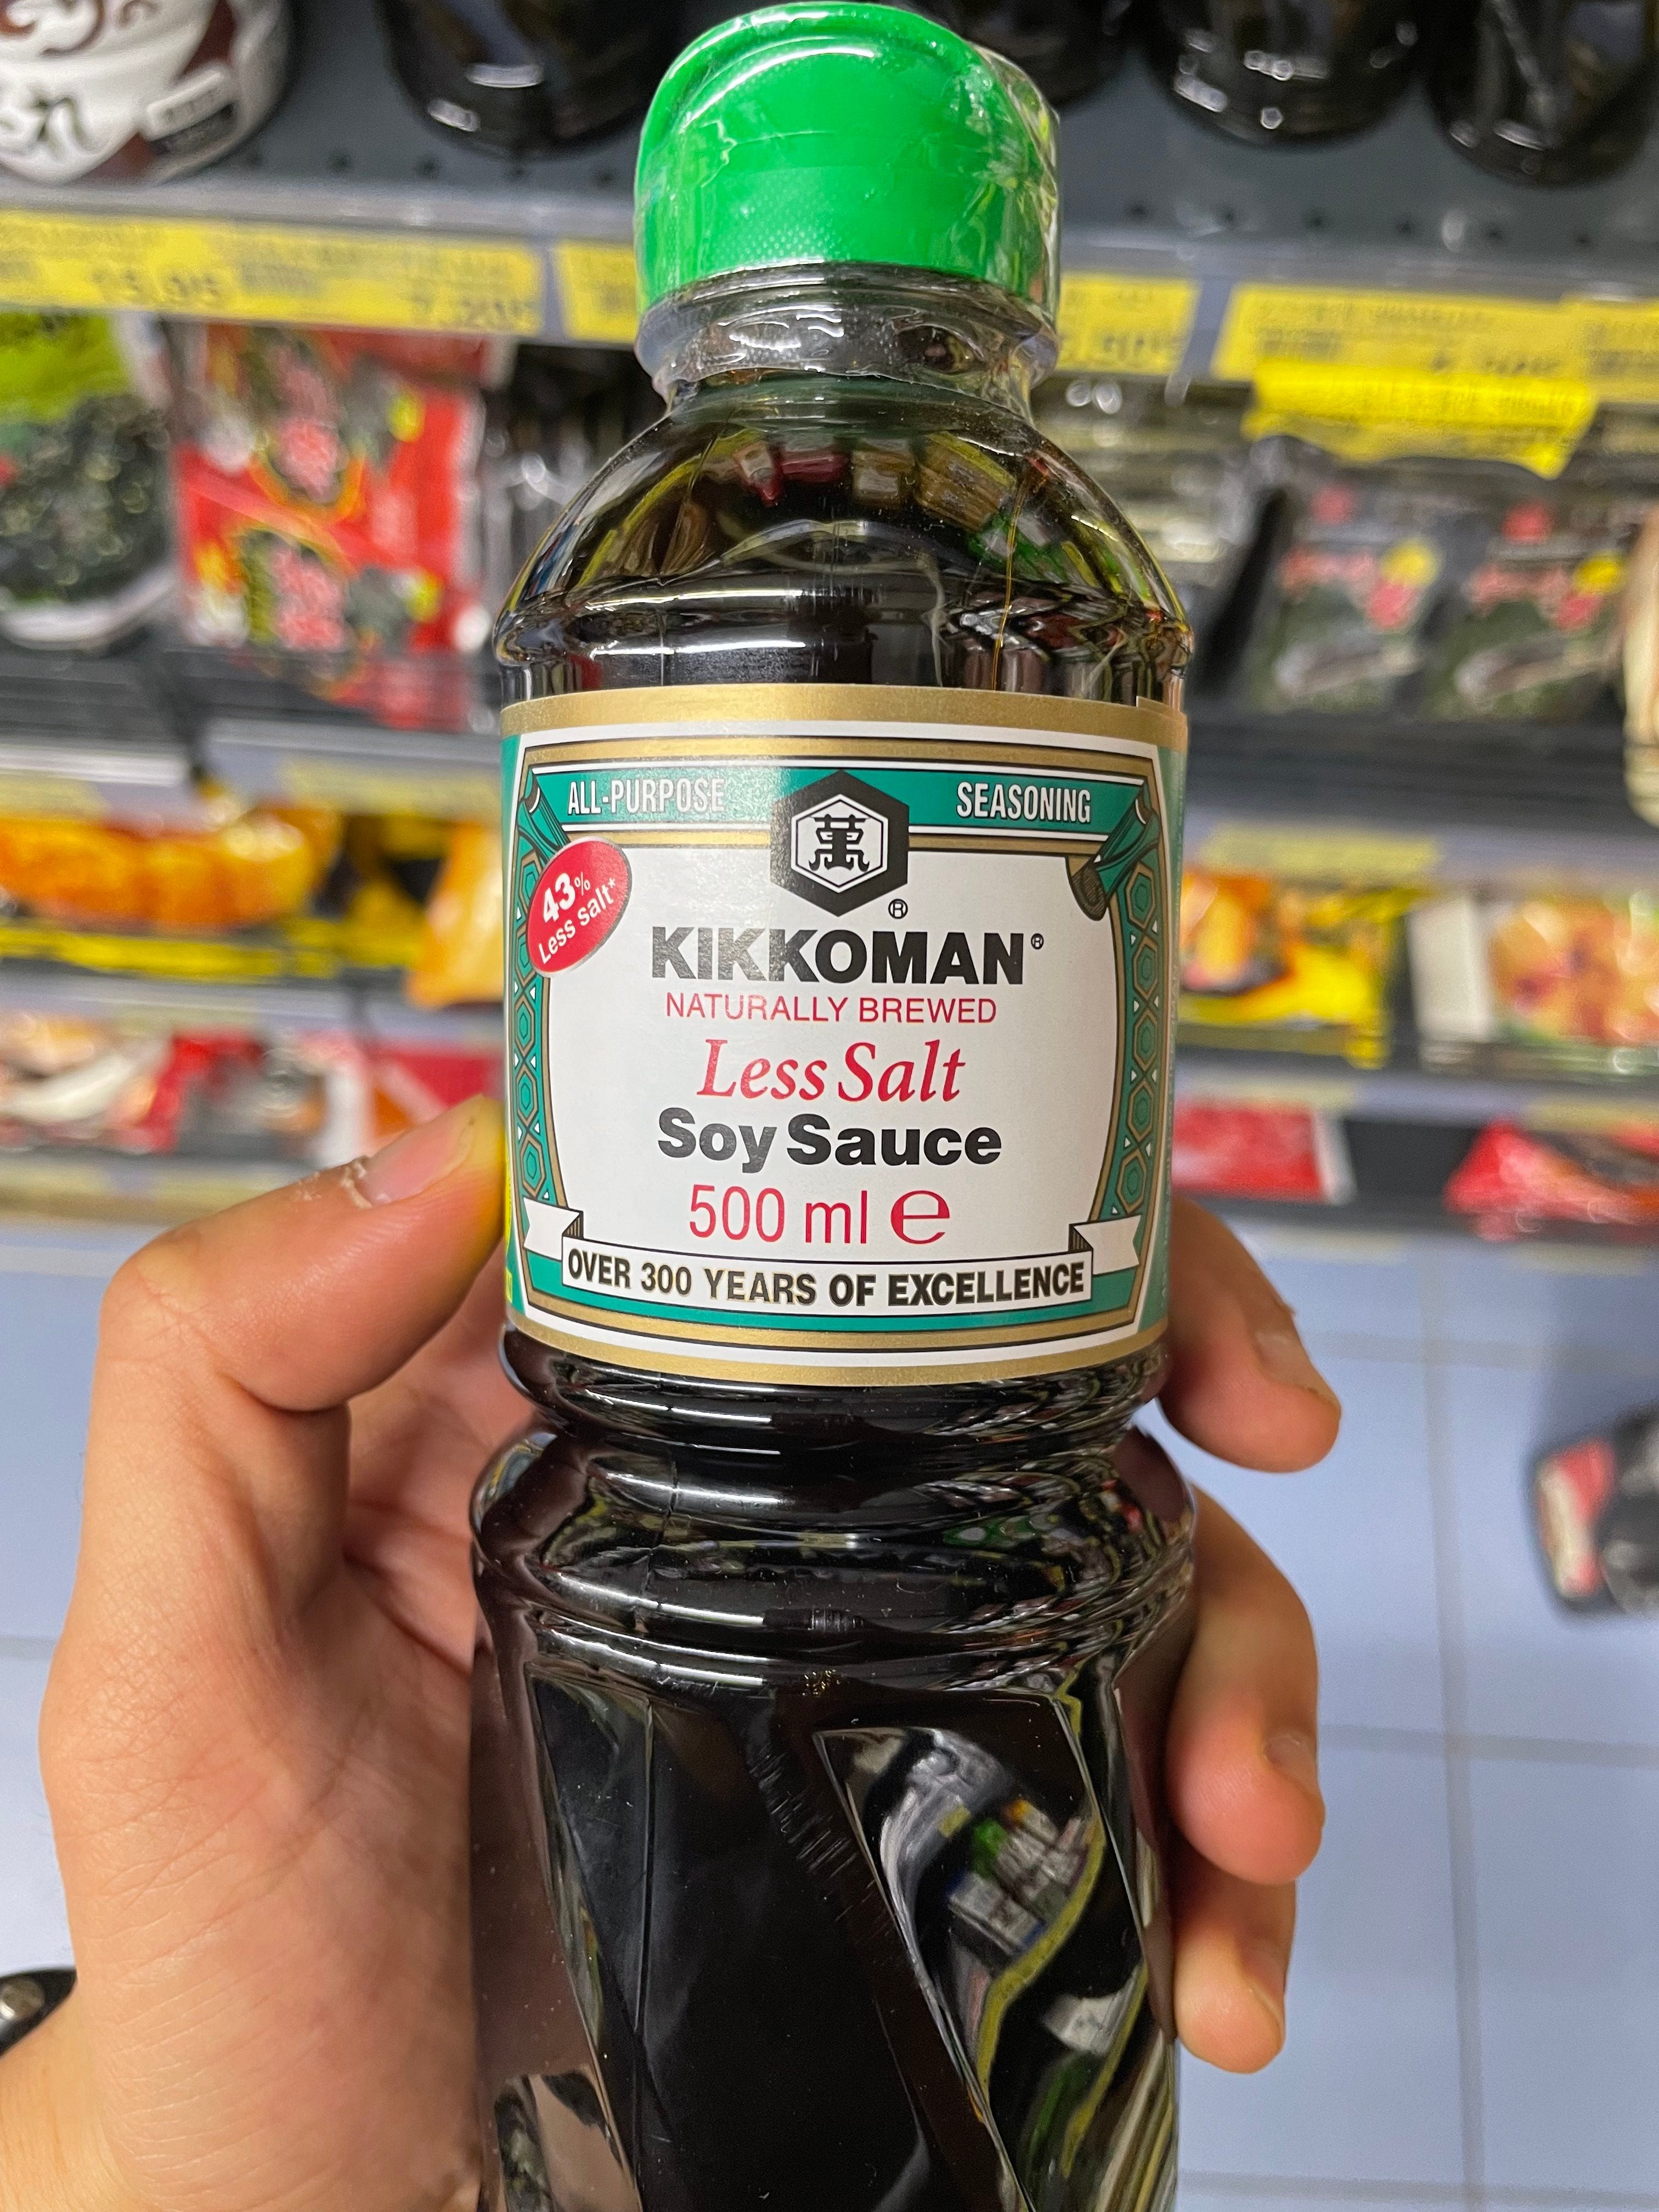 ALL-PURPOSE SEASONING
萬
®
43%
Less salt*
KIKKOMAN®
NATURALLY BREWED
Less Salt
Soy Sauce
500 ml ℮
OVER 300 YEARS OF EXCELLENCE